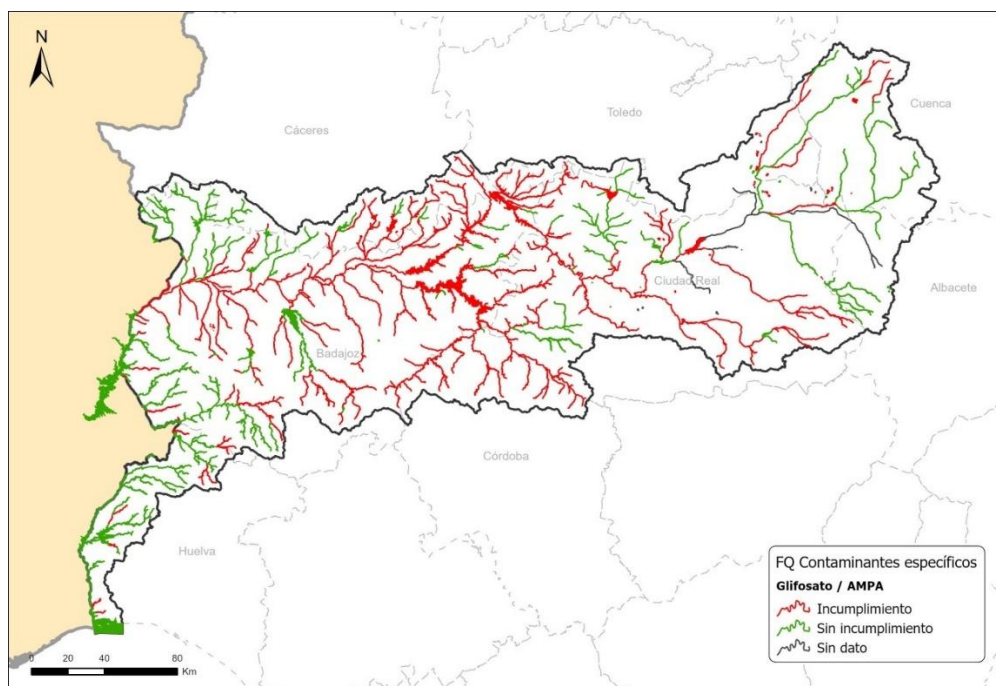 N
Cáceres
Toledo
Cuenca
Ciudad Real
Albacete
Badajoz
Córdoba
Huelva
FQ Contaminantes específicos
Glifosato / AMPA
Incumplimiento
Sin incumplimiento
Sin dato
0 20 40 80
Km